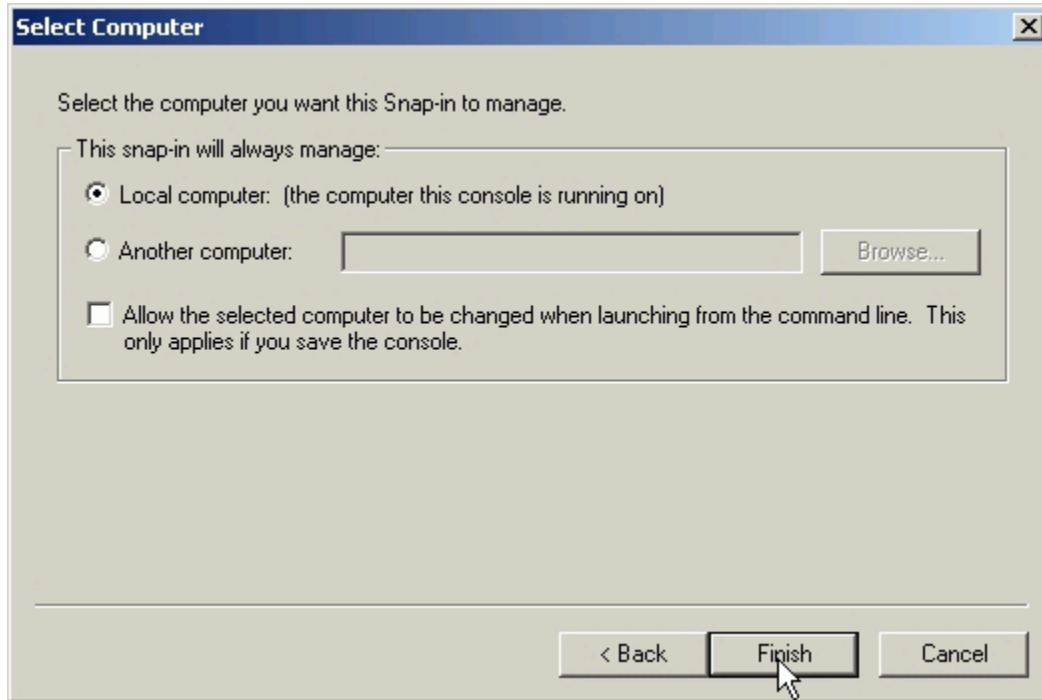 Select Computer
Select the computer you want this Snap-in to manage.
This snap-in will always manage:
Local computer:  (the computer this console is running on)
Another computer:
Browse...
Allow the selected computer to be changed when launching from the command line.  This
only applies if you save the console.
< Back
Finish
Cancel